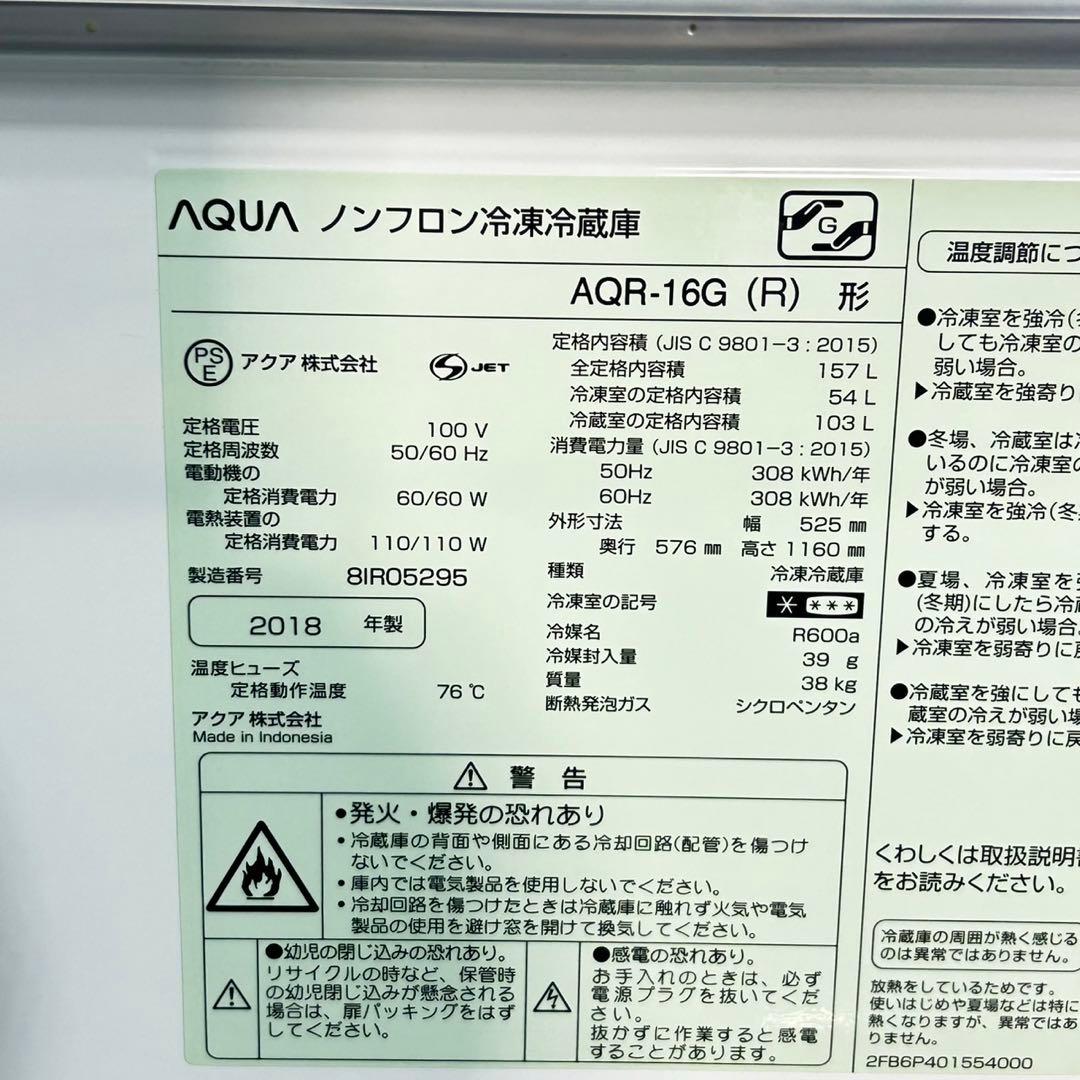 AQUA ノンフロン冷凍冷蔵庫
G
AQR-16G (R) 形
PS
E
アクア 株式会社
S JET
定格電圧 100 V
定格周波数 50/60 Hz
電動機の
定格消費電力 60/60 W
電熱装置の
定格消費電力 110/110 W
製造番号 8IR05295
2018 年製
温度ヒューズ
定格動作温度 76 ℃
アクア 株式会社
Made in Indonesia
定格内容積 (JIS C 9801-3 : 2015)
全定格内容積 157 L
冷凍室の定格内容積 54 L
冷蔵室の定格内容積 103 L
消費電力量 (JIS C 9801-3 : 2015)
50Hz 308 kWh/年
60Hz 308 kWh/年
外形寸法 幅 525 ㎜
奥行 576 ㎜ 高さ 1160 ㎜
種類 冷凍冷蔵庫
冷凍室の記号 * ***
冷媒名 R600a
冷媒封入量 39 g
質量 38 kg
断熱発泡ガス シクロペンタン
警 告
•発火・爆発の恐れあり
•冷蔵庫の背面や側面にある冷却回路(配管)を傷つけ
ないでください。
•庫内では電気製品を使用しないでください。
•冷却回路を傷つけたときは冷蔵庫に触れず火気や電気
製品の使用を避け窓を開けて換気してください。
●幼児の閉じ込みの恐れあり。
リサイクルの時など、保管時
の幼児閉じ込みが懸念される
場合は、扉パッキングをはず
してください。
●感電の恐れあり。
お手入れのときは、必ず
電源プラグを抜いてくだ
さい。
抜かずに作業すると感電
することがあります。
温度調節につ
●冷凍室を強冷(冬
しても冷凍室の
弱い場合。
▶冷蔵室を強寄り
●冬場、冷蔵室は冷
いるのに冷凍室の
が弱い場合。
▶冷凍室を強冷(冬
する。
●夏場、冷凍室を強
(冬期)にしたら冷蔵
の冷えが弱い場合。
▶冷凍室を弱寄りに戻
●冷蔵室を強にしても
蔵室の冷えが弱い場
▶冷凍室を弱寄りに戻
くわしくは取扱説明書
をお読みください。
冷蔵庫の周囲が熱く感じる
のは異常ではありません。
放熱をしているためです。
使いはじめや夏場などは特に
熱くなりますが、異常ではあ
りません。
2FB6P401554000